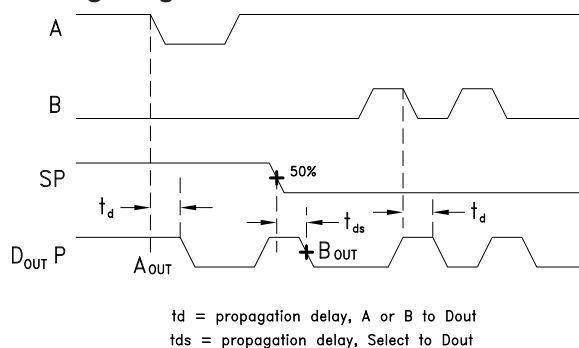 A
B
SP
50%
td
tds
td
DOUT P
AOUT
BOUT
td = propagation delay, A or B to Dout
tds = propagation delay, Select to Dout